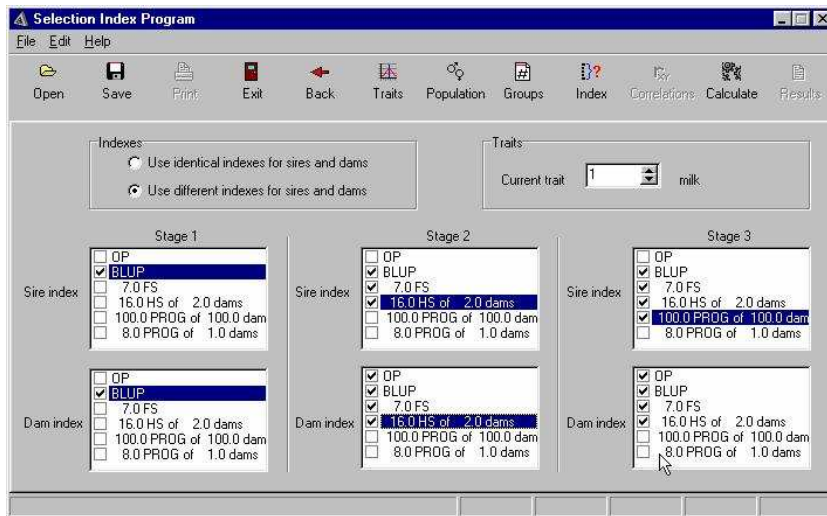 Selection Index Program
File Edit Help
Open Save Print Exit Back Traits Population Groups Index Correlations Calculate Results
Indexes
Use identical indexes for sires and dams
Use different indexes for sires and dams
Traits
Current trait 1 milk
Stage 1
Sire index
OP
BLUP
7.0 FS
16.0 HS of 2.0 dams
100.0 PROG of 100.0 dam
8.0 PROG of 1.0 dams
Dam index
OP
BLUP
7.0 FS
16.0 HS of 2.0 dams
100.0 PROG of 100.0 dam
8.0 PROG of 1.0 dams
Stage 2
Sire index
OP
BLUP
7.0 FS
16.0 HS of 2.0 dams
100.0 PROG of 100.0 dam
8.0 PROG of 1.0 dams
Dam index
OP
BLUP
7.0 FS
16.0 HS of 2.0 dams
100.0 PROG of 100.0 dam
8.0 PROG of 1.0 dams
Stage 3
Sire index
OP
BLUP
7.0 FS
16.0 HS of 2.0 dams
100.0 PROG of 100.0 dam
8.0 PROG of 1.0 dams
Dam index
OP
BLUP
7.0 FS
16.0 HS of 2.0 dams
100.0 PROG of 100.0 dam
8.0 PROG of 1.0 dams